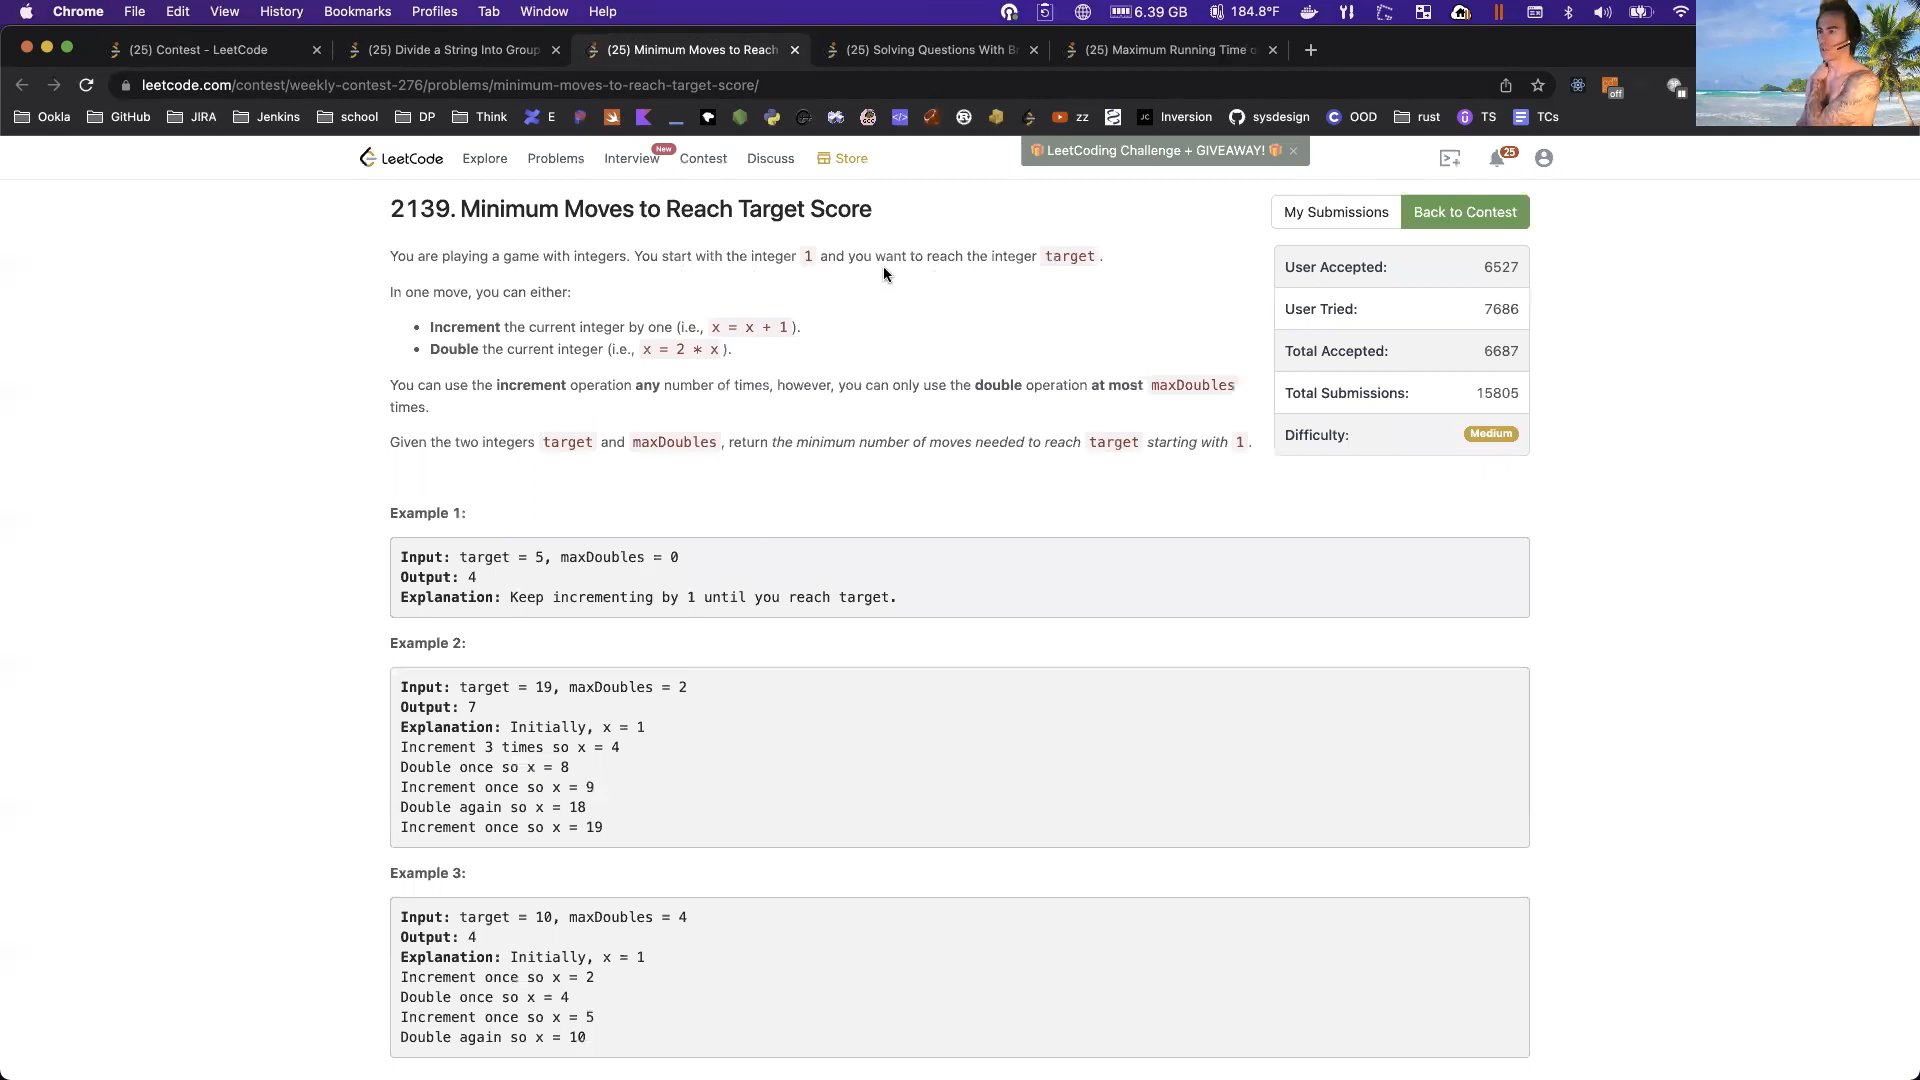 Chrome File Edit View History Bookmarks Profiles Tab Window Help 6.39 GB 184.8°F
(25) Contest - LeetCode (25) Divide a String Into Group (25) Minimum Moves to Reach (25) Solving Questions With Br (25) Maximum Running Time o
leetcode.com/contest/weekly-contest-276/problems/minimum-moves-to-reach-target-score/ off
Ookla GitHub JIRA Jenkins school DP Think E zz JC Inversion sysdesign OOD rust TS TCs
LeetCode Explore Problems Interview New Contest Discuss Store LeetCoding Challenge + GIVEAWAY! 25
2139. Minimum Moves to Reach Target Score
My Submissions Back to Contest
You are playing a game with integers. You start with the integer 1 and you want to reach the integer target.
In one move, you can either:
Increment the current integer by one (i.e., x = x + 1).
Double the current integer (i.e., x = 2 * x).
You can use the increment operation any number of times, however, you can only use the double operation at most maxDoubles
times.
Given the two integers target and maxDoubles, return the minimum number of moves needed to reach target starting with 1.
User Accepted: 6527
User Tried: 7686
Total Accepted: 6687
Total Submissions: 15805
Difficulty: Medium
Example 1:
Input: target = 5, maxDoubles = 0
Output: 4
Explanation: Keep incrementing by 1 until you reach target.
Example 2:
Input: target = 19, maxDoubles = 2
Output: 7
Explanation: Initially, x = 1
Increment 3 times so x = 4
Double once so x = 8
Increment once so x = 9
Double again so x = 18
Increment once so x = 19
Example 3:
Input: target = 10, maxDoubles = 4
Output: 4
Explanation: Initially, x = 1
Increment once so x = 2
Double once so x = 4
Increment once so x = 5
Double again so x = 10